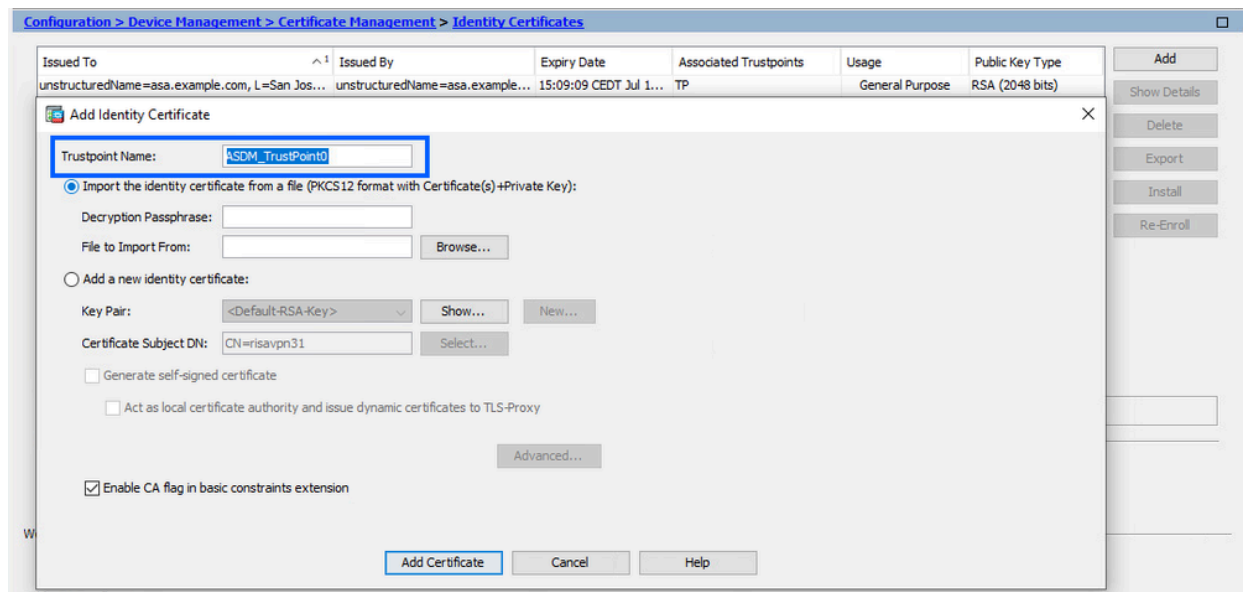 Configuration > Device Management > Certificate Management > Identity Certificates
Issued To 1 Issued By Expiry Date Associated Trustpoints Usage Public Key Type
unstructuredName=asa.example.com, L=San Jos... unstructuredName=asa.example... 15:09:09 CEDT Jul 1... TP General Purpose RSA (2048 bits)
Add
Show Details
Delete
Export
Install
Re-Enroll
Add Identity Certificate
Trustpoint Name: ASDM_TrustPoint0
Import the identity certificate from a file (PKCS12 format with Certificate(s)+Private Key):
Decryption Passphrase:
File to Import From: Browse...
Add a new identity certificate:
Key Pair: <Default-RSA-Key> Show... New...
Certificate Subject DN: CN=risavpn31 Select...
Generate self-signed certificate
Act as local certificate authority and issue dynamic certificates to TLS-Proxy
Advanced...
Enable CA flag in basic constraints extension
Add Certificate Cancel Help